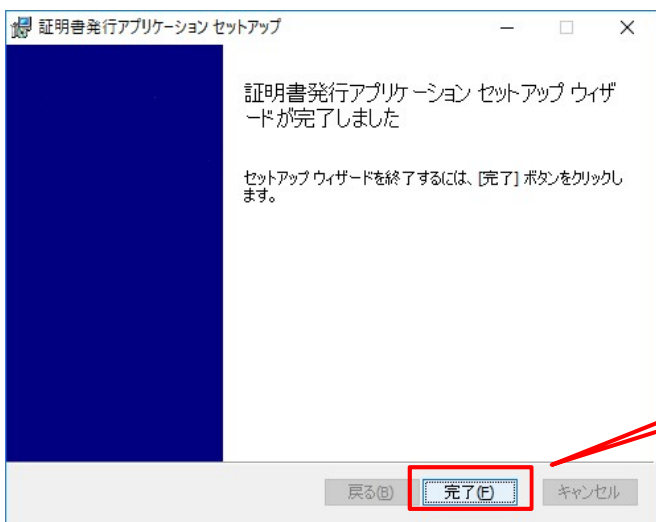 証明書発行アプリケーション セットアップ
証明書発行アプリケーション セットアップ ウィザ
ードが完了しました
セットアップ ウィザードを終了するには、[完了] ボタンをクリックし
ます。
戻る(B) 完了(F) キャンセル